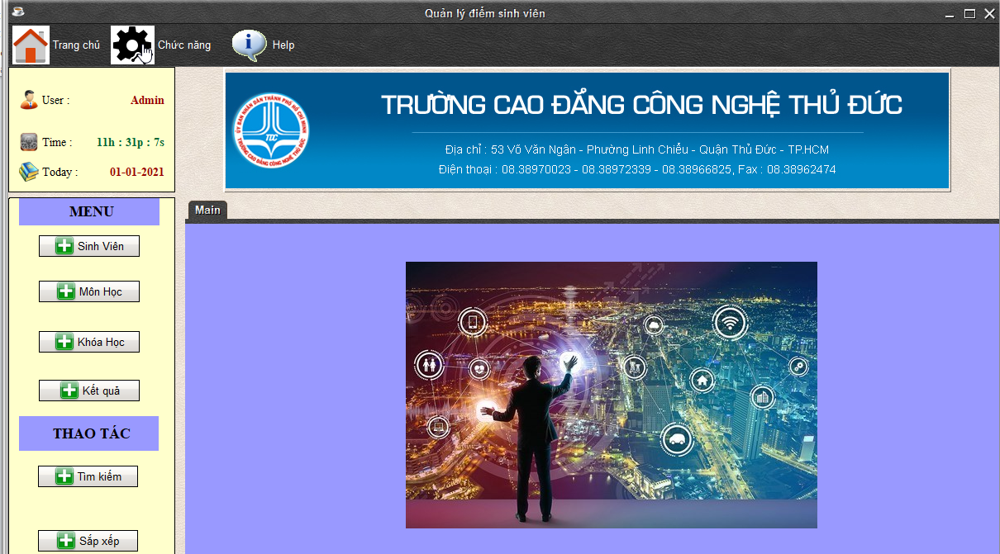 Quản lý điểm sinh viên
Trang chủ
Chức năng
Help
User :
Admin
Time :
11h : 31p : 7s
Today :
01-01-2021
TRƯỜNG CAO ĐẲNG CÔNG NGHỆ THỦ ĐỨC
Địa chỉ : 53 Võ Văn Ngân - Phường Linh Chiểu - Quận Thủ Đức - TP.HCM
Điện thoại : 08.38970023 - 08.38972339 - 08.38966825, Fax : 08.38962474
ỦY BAN NHÂN DÂN THÀNH PHỐ HỒ CHÍ MINH
TDC
TRƯỜNG CAO ĐẲNG CÔNG NGHỆ THỦ ĐỨC
MENU
Main
Sinh Viên
Môn Học
Khóa Học
Kết quả
THAO TÁC
Tìm kiếm
Sắp xếp